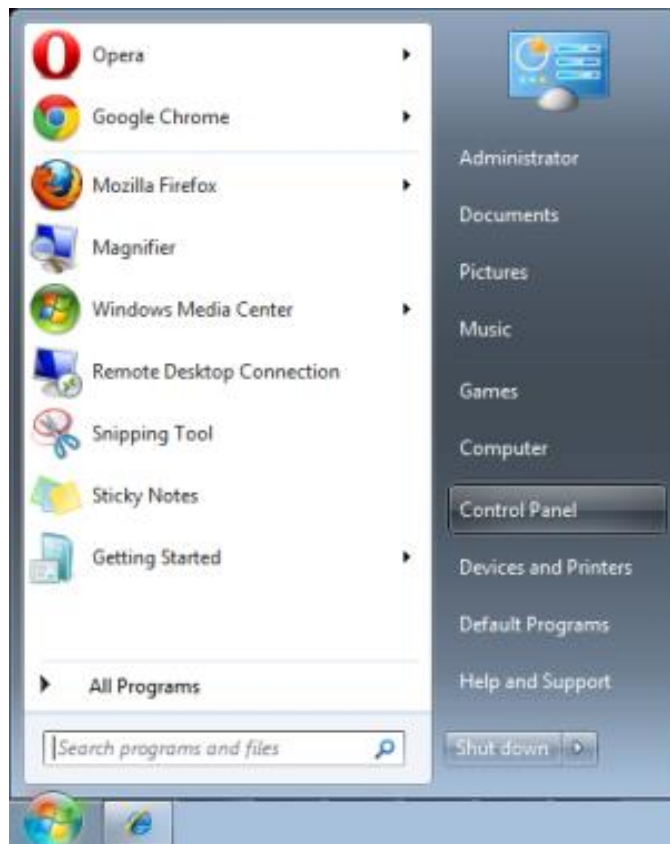 Opera
Google Chrome
Mozilla Firefox
Magnifier
Windows Media Center
Remote Desktop Connection
Snipping Tool
Sticky Notes
Getting Started
All Programs
Search programs and files
Administrator
Documents
Pictures
Music
Games
Computer
Control Panel
Devices and Printers
Default Programs
Help and Support
Shut down